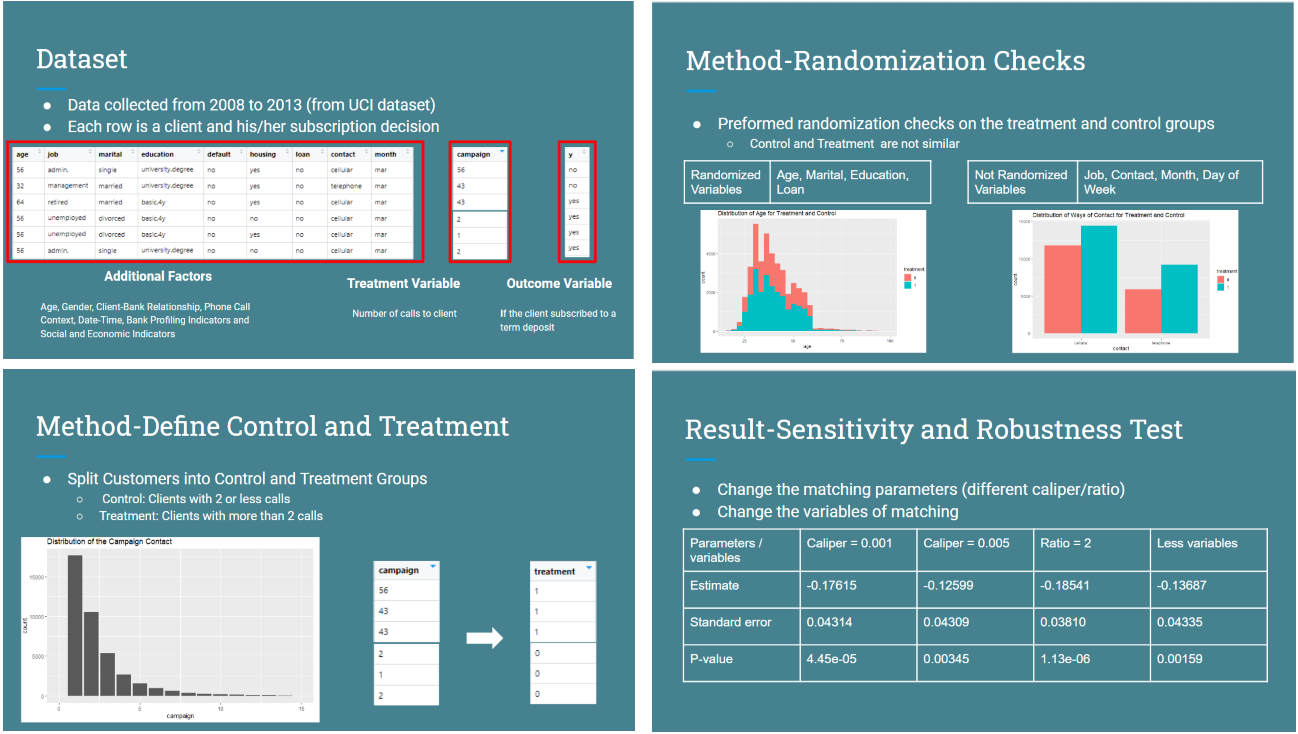 Dataset
● Data collected from 2008 to 2013 (from UCI dataset)
● Each row is a client and his/her subscription decision
age job marital education default housing loan contact month
56 admin. single university.degree no yes no cellular mar
32 management married university.degree no yes no telephone mar
64 retired married basic.4y no yes no cellular mar
56 unemployed divorced basic.4y no no no cellular mar
56 unemployed divorced basic.4y no yes no cellular mar
56 admin. single university.degree no no no cellular mar
campaign
56
43
43
2
1
2
y
no
no
yes
yes
yes
yes
Additional Factors
Age, Gender, Client-Bank Relationship, Phone Call
Context, Date-Time, Bank Profiling Indicators and
Social and Economic Indicators
Treatment Variable
Number of calls to client
Outcome Variable
If the client subscribed to a
term deposit
Method-Randomization Checks
● Preformed randomization checks on the treatment and control groups
○ Control and Treatment are not similar
Randomized
Variables
Age, Marital, Education,
Loan
Not Randomized
Variables
Job, Contact, Month, Day of
Week
Distribution of Age for Treatment and Control
count
4000
2000
0
25 50 75 100
age
treatment
0
1
Distribution of Ways of Contact for Treatment and Control
count
15000
10000
5000
0
cellular telephone
contact
treatment
0
1
Method-Define Control and Treatment
● Split Customers into Control and Treatment Groups
○ Control: Clients with 2 or less calls
○ Treatment: Clients with more than 2 calls
Distribution of the Campaign Contact
count
15000
10000
5000
0
0 5 10 15
campaign
campaign
56
43
43
2
1
2
treatment
1
1
1
0
0
0
Result-Sensitivity and Robustness Test
● Change the matching parameters (different caliper/ratio)
● Change the variables of matching
Parameters /
variables
Caliper = 0.001 Caliper = 0.005 Ratio = 2 Less variables
Estimate -0.17615 -0.12599 -0.18541 -0.13687
Standard error 0.04314 0.04309 0.03810 0.04335
P-value 4.45e-05 0.00345 1.13e-06 0.00159